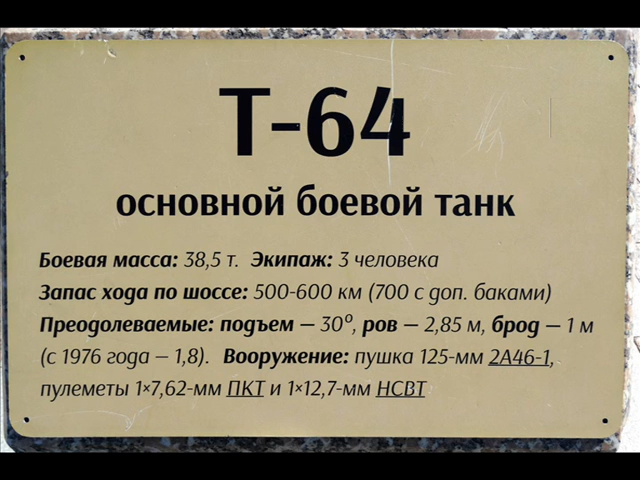 Т-64
основной боевой танк
Боевая масса: 38,5 т. Экипаж: 3 человека
Запас хода по шоссе: 500-600 км (700 с доп. баками)
Преодолеваемые: подъем — 30°, ров — 2,85 м, брод — 1 м
(с 1976 года — 1,8). Вооружение: пушка 125-мм 2А46-1,
пулеметы 1×7,62-мм ПКТ и 1×12,7-мм НСВТ